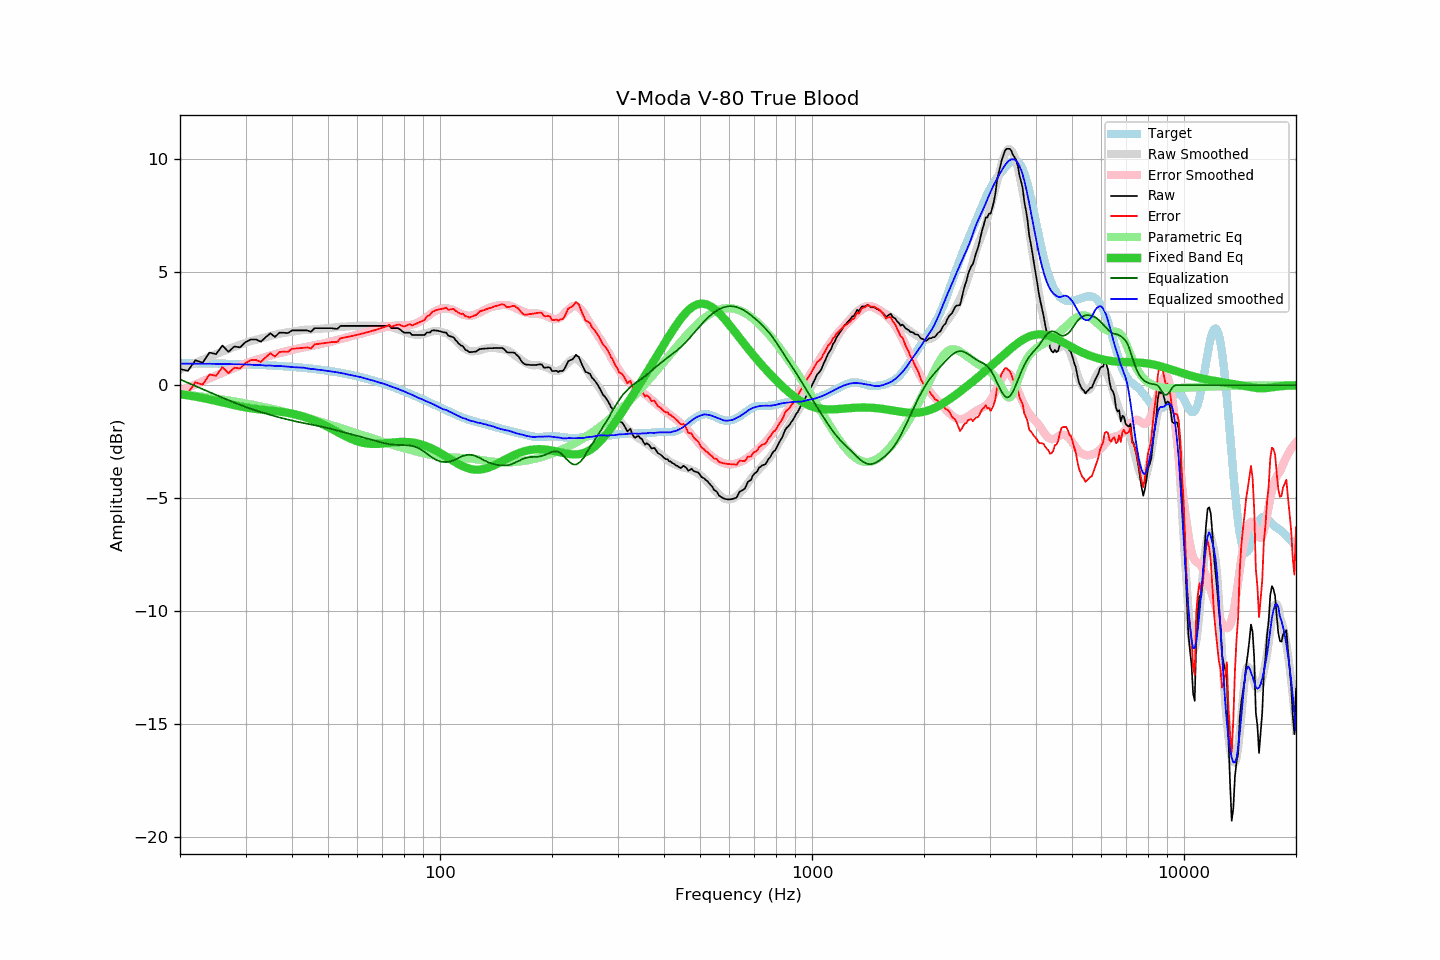 V-Moda V-80 True Blood
Target
Raw Smoothed
Error Smoothed
Raw
Error
Parametric Eq
Fixed Band Eq
Equalization
Equalized smoothed
Amplitude (dBr)
10
5
0
−5
−10
−15
−20
100
1000
10000
Frequency (Hz)